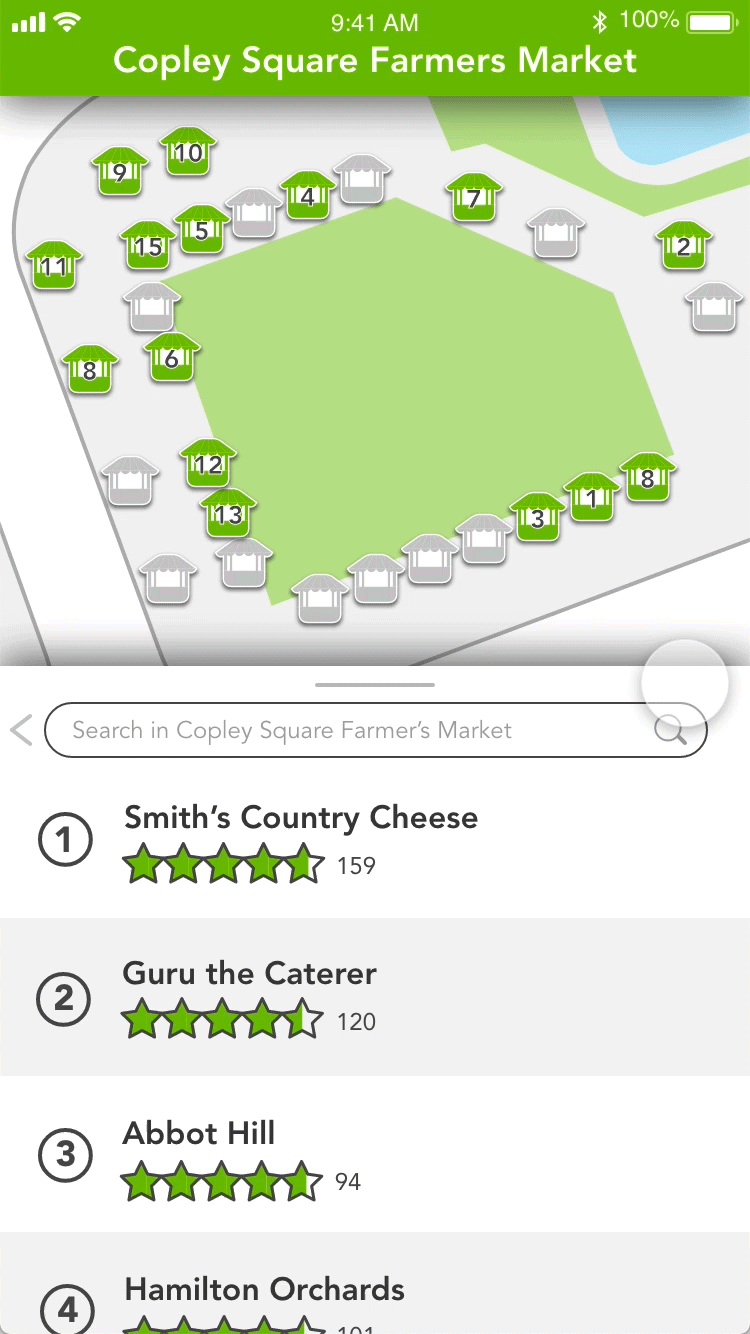 9:41 AM 100%
Copley Square Farmers Market
10
9
4
7
5
15
2
11
6
8
12
8
1
13
3
Search in Copley Square Farmer's Market
1 Smith's Country Cheese
159
2 Guru the Caterer
120
3 Abbot Hill
94
4 Hamilton Orchards
101